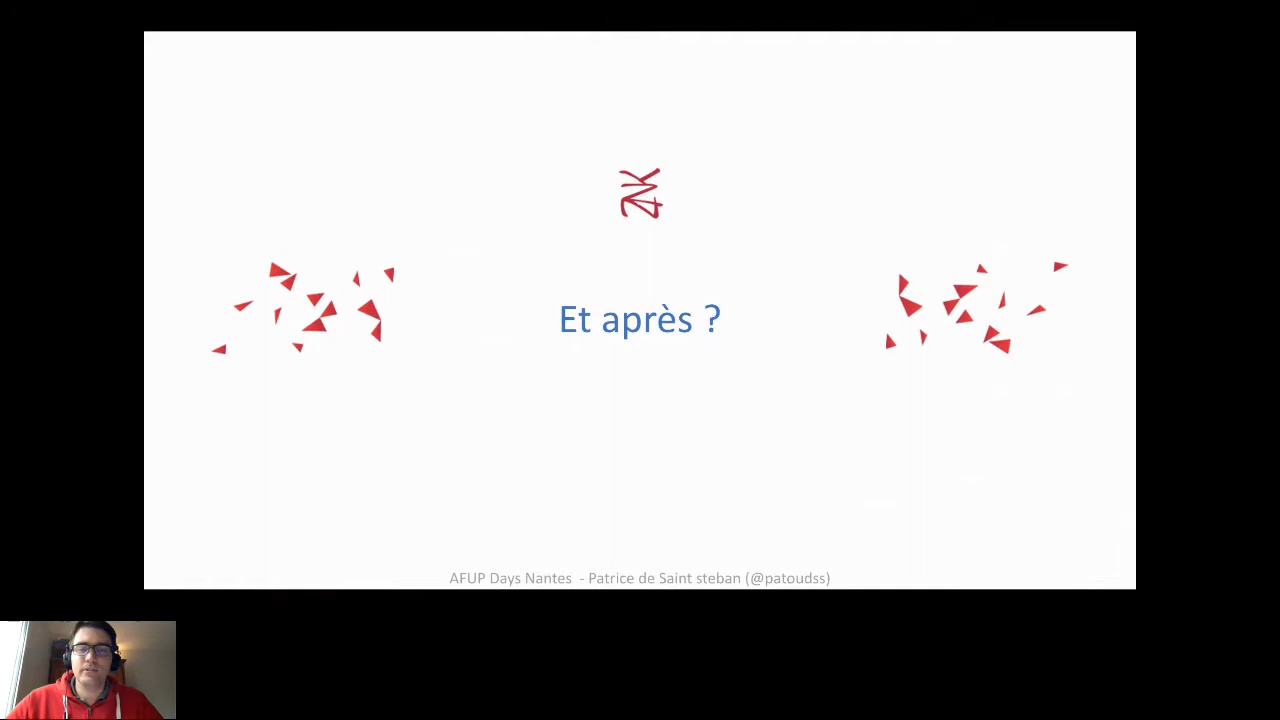 Et après ?
AFUP Days Nantes - Patrice de Saint steban (@patoudss)